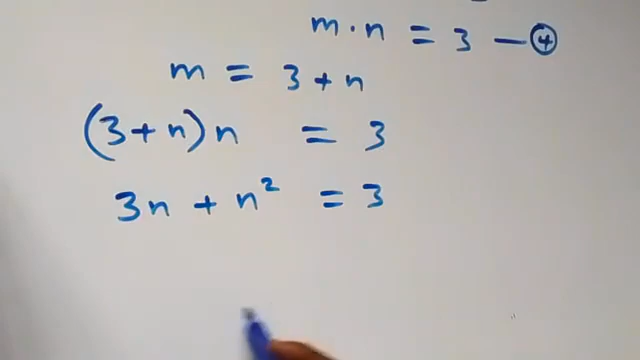 m · n = 3 — ④
m = 3 + n
(3 + n) n = 3
3n + n² = 3